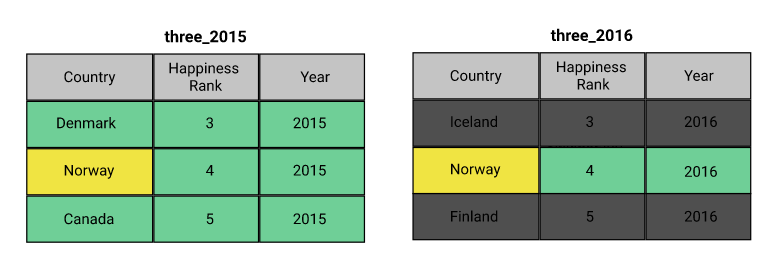 three_2015
Country Happiness Rank Year
Denmark 3 2015
Norway 4 2015
Canada 5 2015
three_2016
Country Happiness Rank Year
Iceland 3 2016
Norway 4 2016
Finland 5 2016